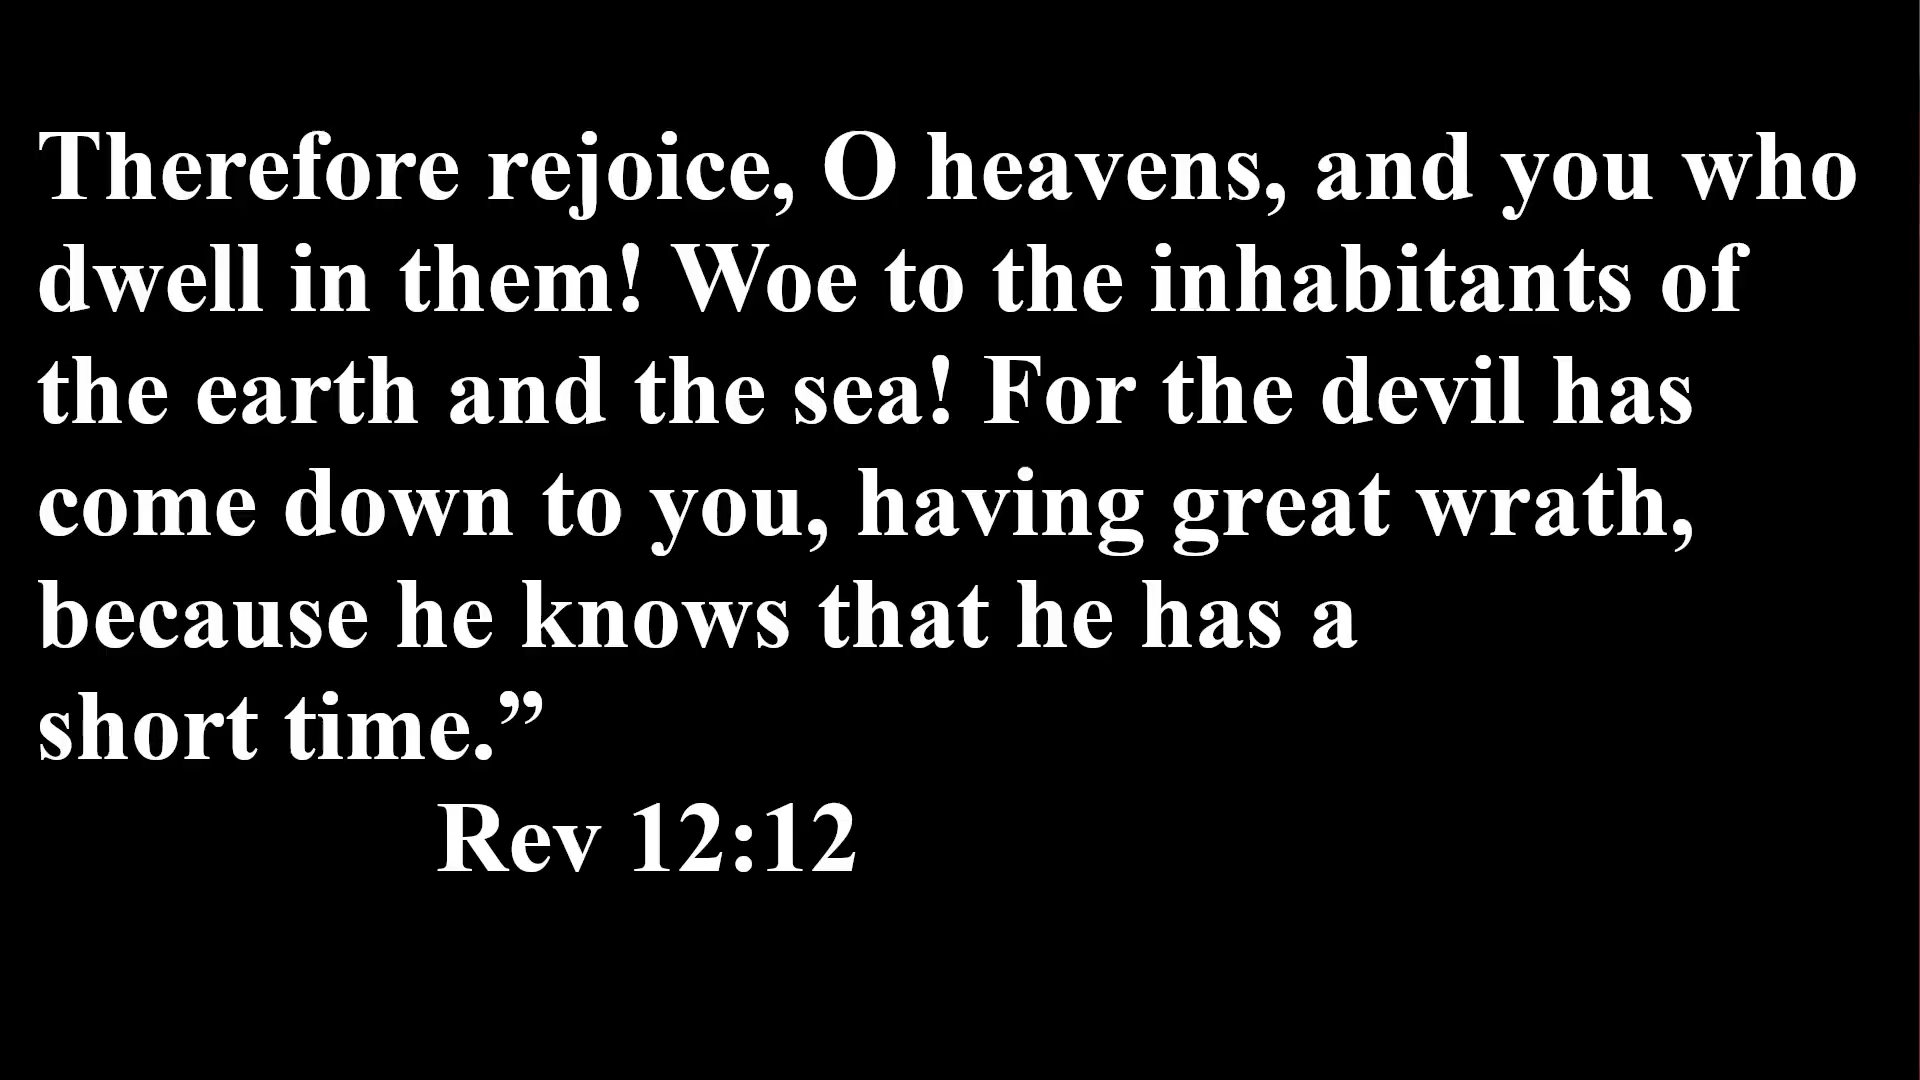 Therefore rejoice, O heavens, and you who
dwell in them! Woe to the inhabitants of
the earth and the sea! For the devil has
come down to you, having great wrath,
because he knows that he has a
short time.”
Rev 12:12